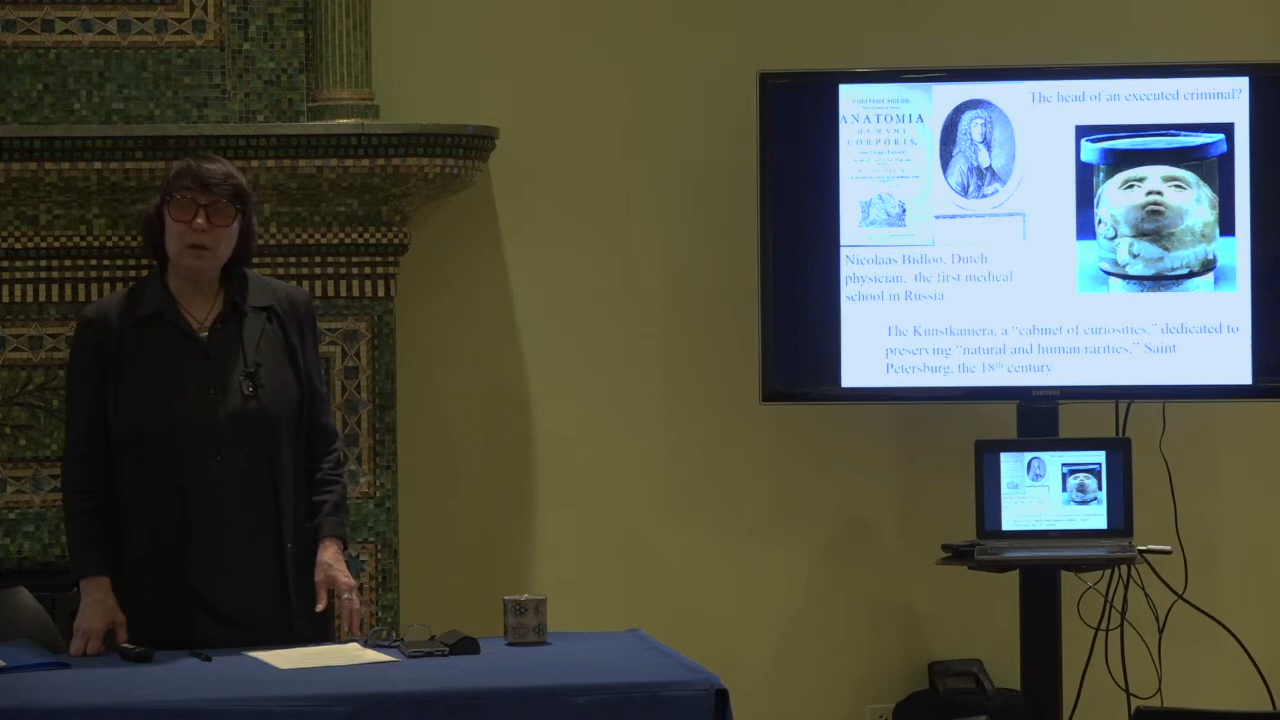 The head of an executed criminal?
ANATOMIA
HUMANI
CORPORIS,
Nicolaas Bidloo, Dutch
physician, the first medical
school in Russia
The Kunstkamera, a “cabinet of curiosities,” dedicated to
preserving “natural and human rarities,” Saint
Petersburg, the 18th century
SAMSUNG